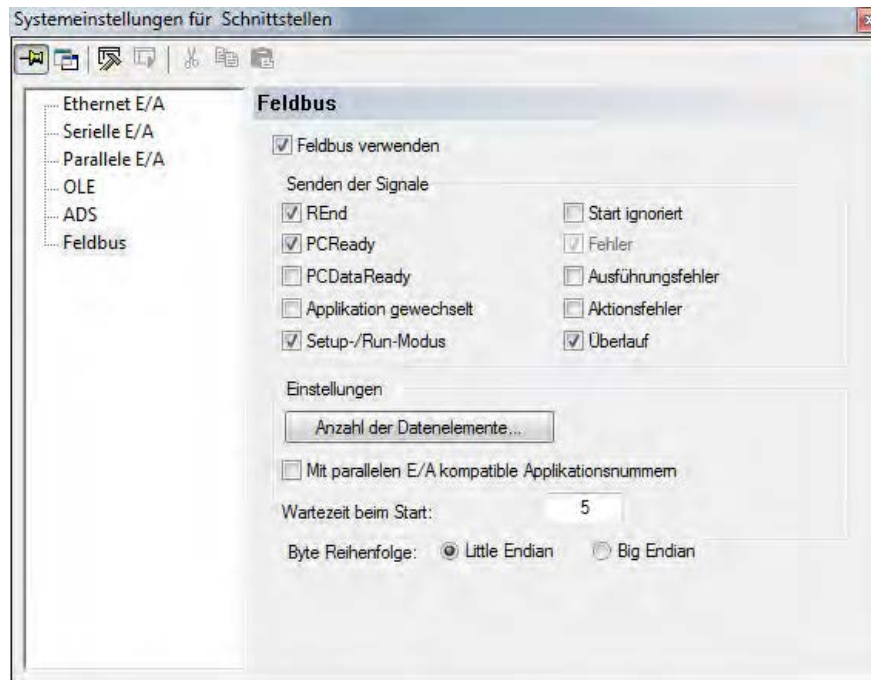 Systemeinstellungen für Schnittstellen
Ethernet E/A
Serielle E/A
Parallele E/A
OLE
ADS
Feldbus
Feldbus
Feldbus verwenden
Senden der Signale
REnd
Start ignoriert
PCReady
Fehler
PCDataReady
Ausführungsfehler
Applikation gewechselt
Aktionsfehler
Setup-/Run-Modus
Überlauf
Einstellungen
Anzahl der Datenelemente...
Mit parallelen E/A kompatible Applikationsnummern
Wartezeit beim Start: 5
Byte Reihenfolge: Little Endian Big Endian